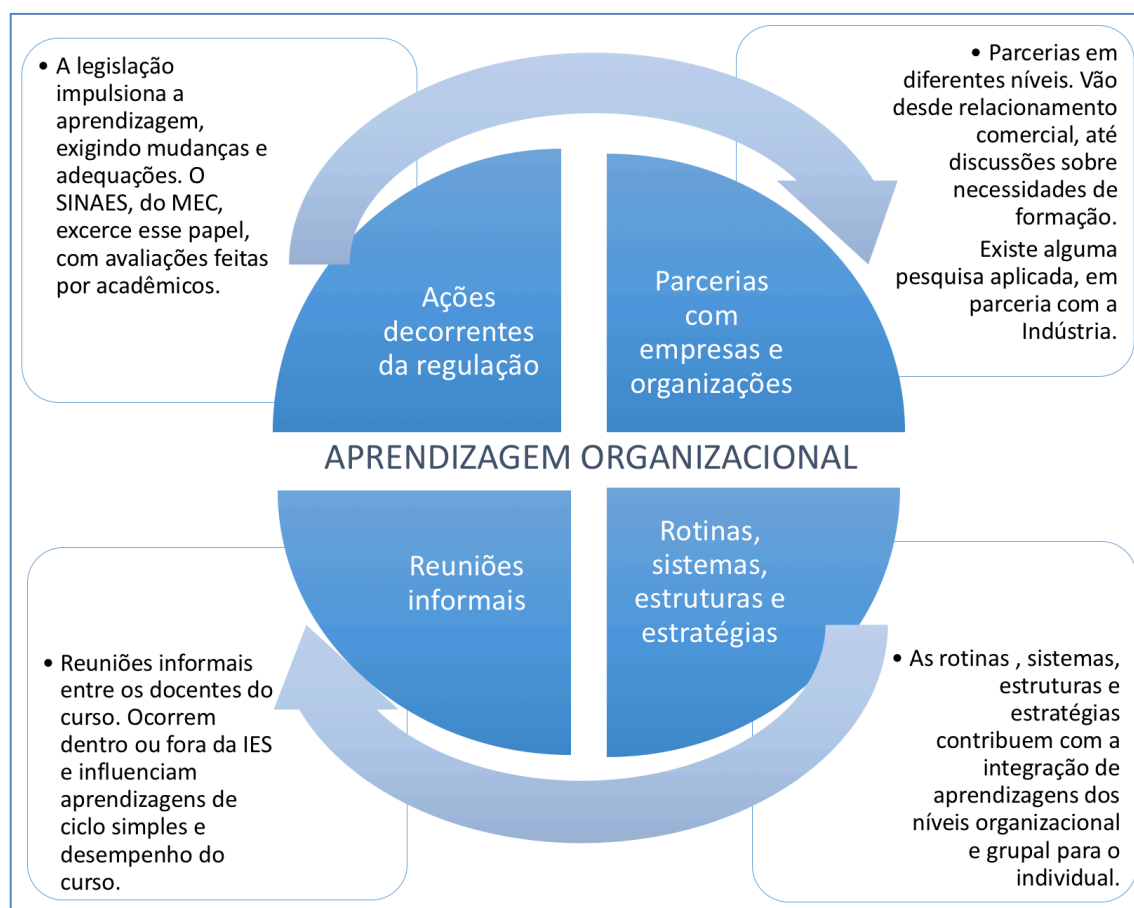 • A legislação
impulsiona a
aprendizagem,
exigindo mudanças e
adequações. O
SINAES, do MEC,
excerce esse papel,
com avaliações feitas
por acadêmicos.
• Parcerias em
diferentes níveis. Vão
desde relacionamento
comercial, até
discussões sobre
necessidades de
formação.
Existe alguma
pesquisa aplicada, em
parceria com a
Indústria.
Ações
decorrentes
da regulação
Parcerias
com
empresas e
organizações
APRENDIZAGEM ORGANIZACIONAL
Reuniões
informais
Rotinas,
sistemas,
estruturas e
estratégias
• Reuniões informais
entre os docentes do
curso. Ocorrem
dentro ou fora da IES
e influenciam
aprendizagens de
ciclo simples e
desempenho do
curso.
• As rotinas , sistemas,
estruturas e
estratégias
contribuem com a
integração de
aprendizagens dos
níveis organizacional
e grupal para o
individual.